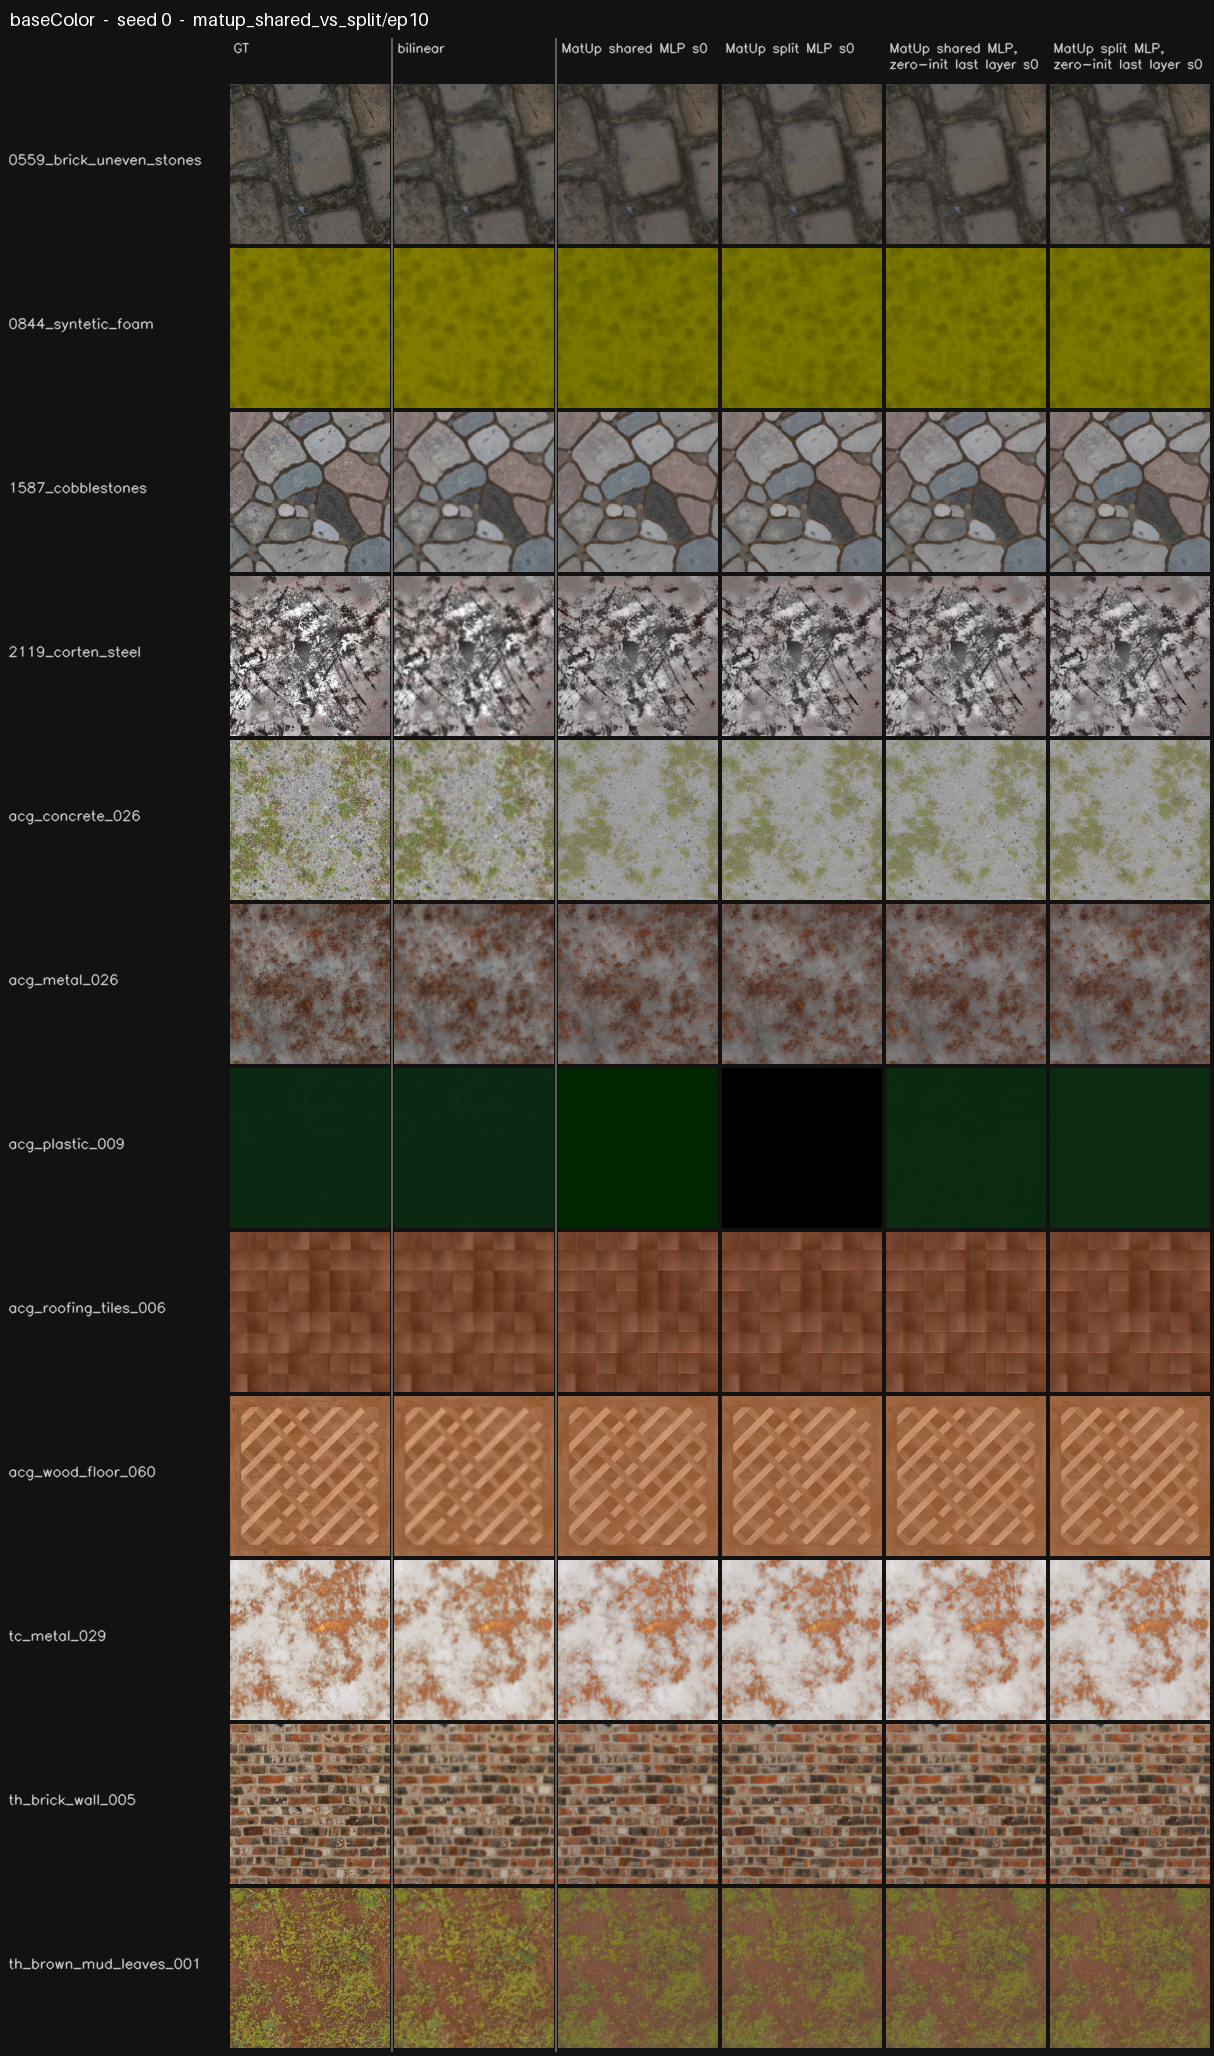 baseColor - seed 0 - matup_shared_vs_split/ep10
GT
bilinear
MatUp shared MLP s0
MatUp split MLP s0
MatUp shared MLP,
zero-init last layer s0
MatUp split MLP,
zero-init last layer s0
0559_brick_uneven_stones
0844_syntetic_foam
1587_cobblestones
2119_corten_steel
acg_concrete_026
acg_metal_026
acg_plastic_009
acg_roofing_tiles_006
acg_wood_floor_060
tc_metal_029
th_brick_wall_005
th_brown_mud_leaves_001